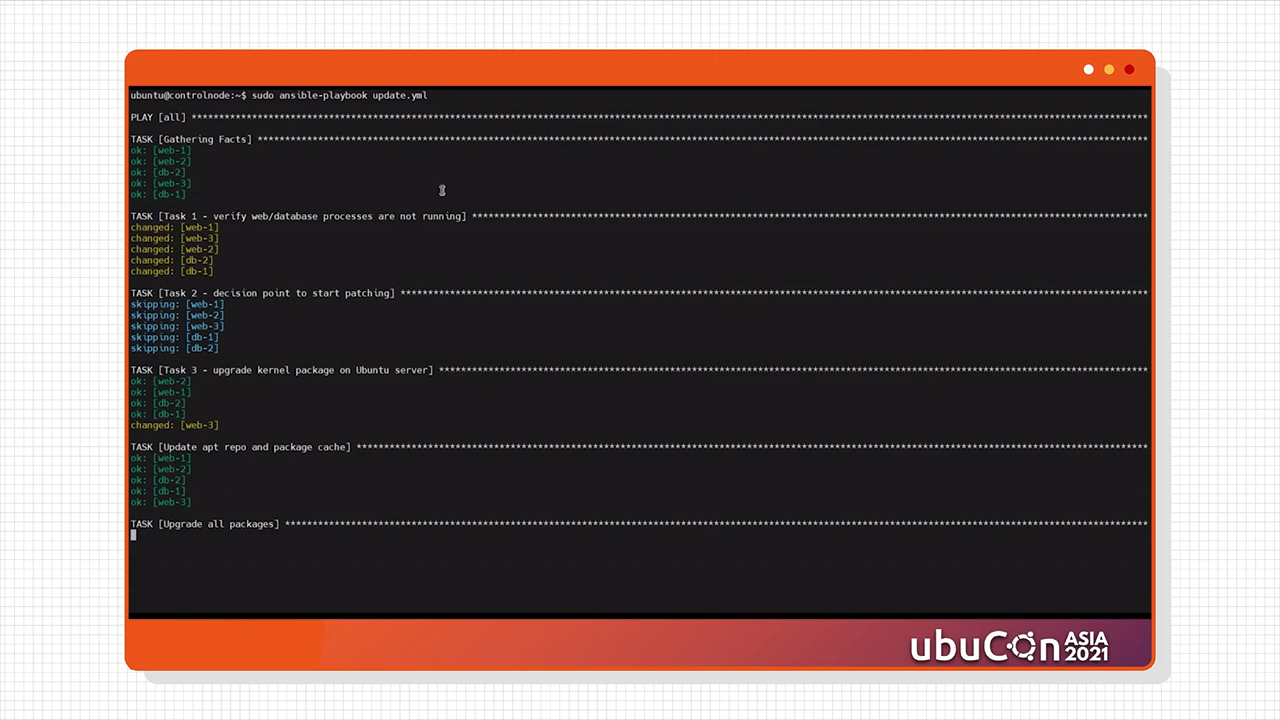 ubuntu@controlnode:~$ sudo ansible-playbook update.yml
PLAY [all] ******************************************************************************************************************************************************************************
TASK [Gathering Facts] ******************************************************************************************************************************************************************
ok: [web-1]
ok: [web-2]
ok: [db-2]
ok: [web-3]
ok: [db-1]
TASK [Task 1 - verify web/database processes are not running] ***************************************************************************************************************************
changed: [web-1]
changed: [web-3]
changed: [web-2]
changed: [db-2]
changed: [db-1]
TASK [Task 2 - decision point to start patching] ****************************************************************************************************************************************
skipping: [web-1]
skipping: [web-2]
skipping: [web-3]
skipping: [db-1]
skipping: [db-2]
TASK [Task 3 - upgrade kernel package on Ubuntu server] *********************************************************************************************************************************
ok: [web-2]
ok: [web-1]
ok: [db-2]
ok: [db-1]
changed: [web-3]
TASK [Update apt repo and package cache] ************************************************************************************************************************************************
ok: [web-1]
ok: [web-2]
ok: [db-2]
ok: [db-1]
ok: [web-3]
TASK [Upgrade all packages] *************************************************************************************************************************************************************
ubuCon ASIA
2021